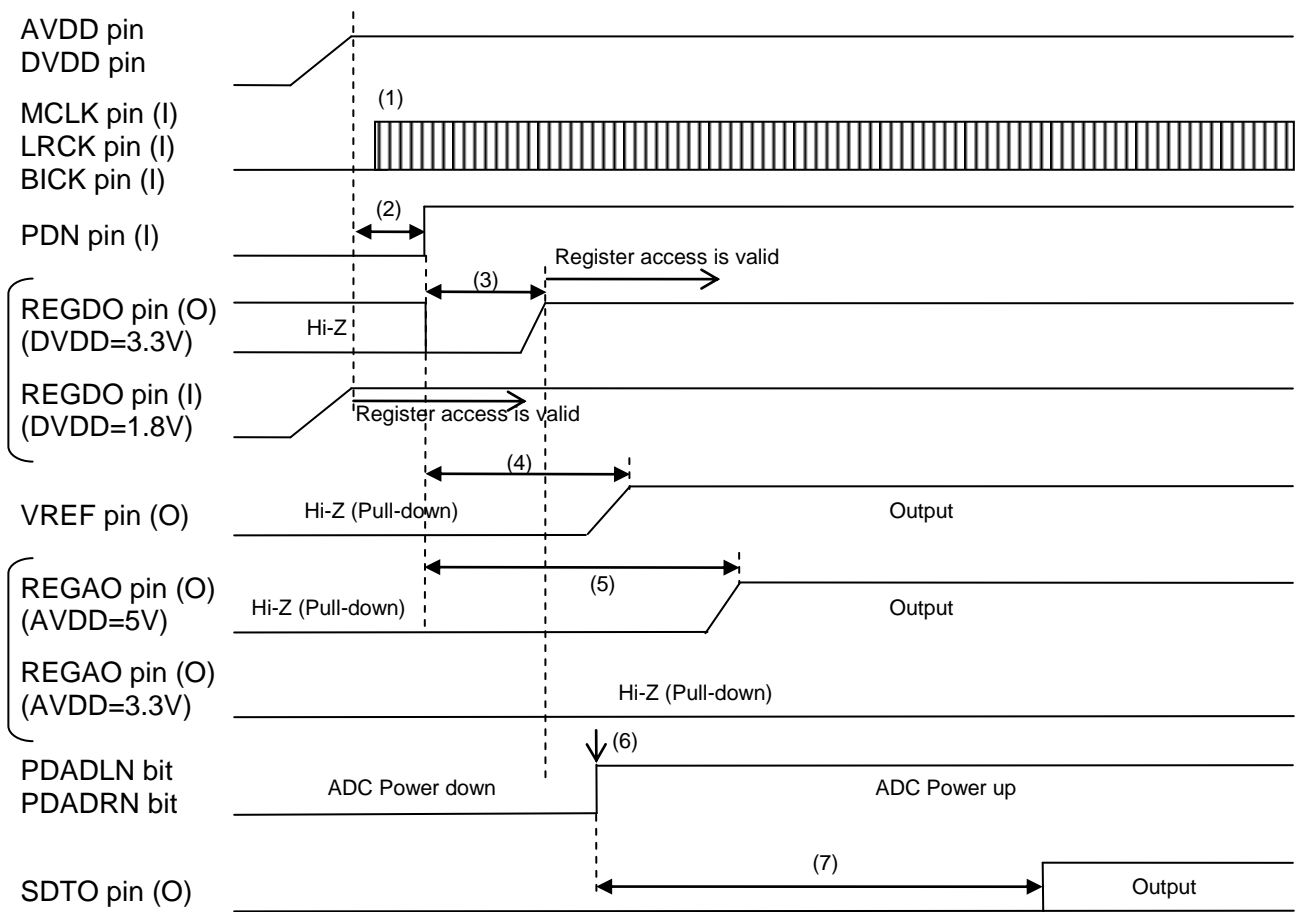 AVDD pin
DVDD pin
(1)
MCLK pin (I)
LRCK pin (I)
BICK pin (I)
(2)
PDN pin (I)
Register access is valid
(3)
REGDO pin (O)
(DVDD=3.3V)
Hi-Z
REGDO pin (I)
(DVDD=1.8V)
Register access is valid
(4)
VREF pin (O)
Hi-Z (Pull-down)
Output
(5)
REGAO pin (O)
(AVDD=5V)
Hi-Z (Pull-down)
Output
REGAO pin (O)
(AVDD=3.3V)
Hi-Z (Pull-down)
(6)
PDADLN bit
PDADRN bit
ADC Power down
ADC Power up
(7)
SDTO pin (O)
Output